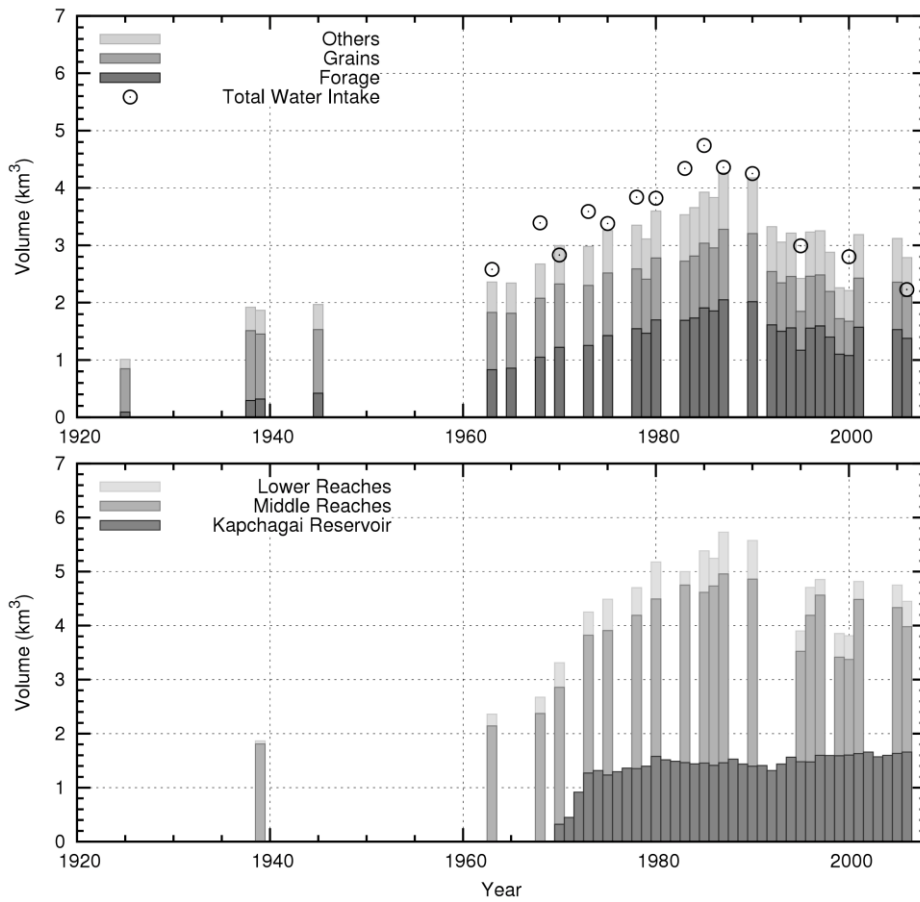 7
6
5
4
3
2
1
0
Volume (km³)
Others
Grains
Forage
Total Water Intake
1920
1940
1960
1980
2000
7
6
5
4
3
2
1
0
Volume (km³)
Lower Reaches
Middle Reaches
Kapchagai Reservoir
1920
1940
1960
1980
2000
Year